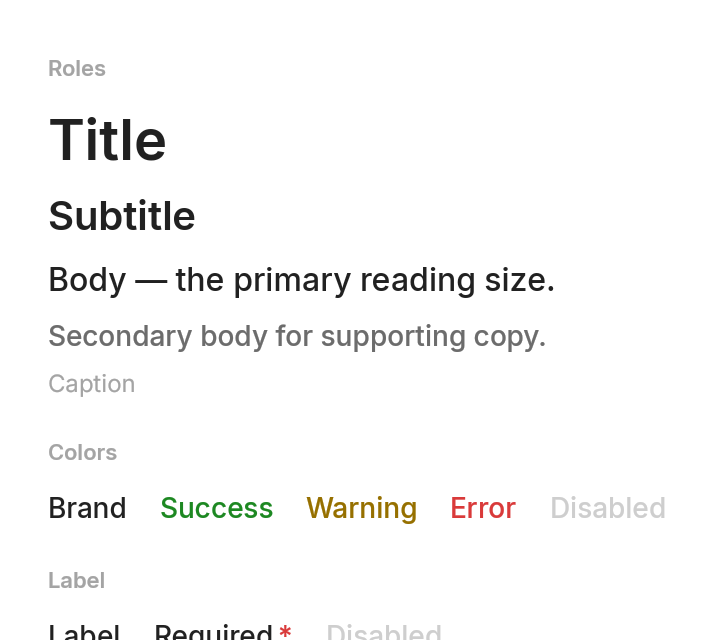 Roles
Title
Subtitle
Body — the primary reading size.
Secondary body for supporting copy.
Caption
Colors
Brand Success Warning Error Disabled
Label
Label Required * Disabled